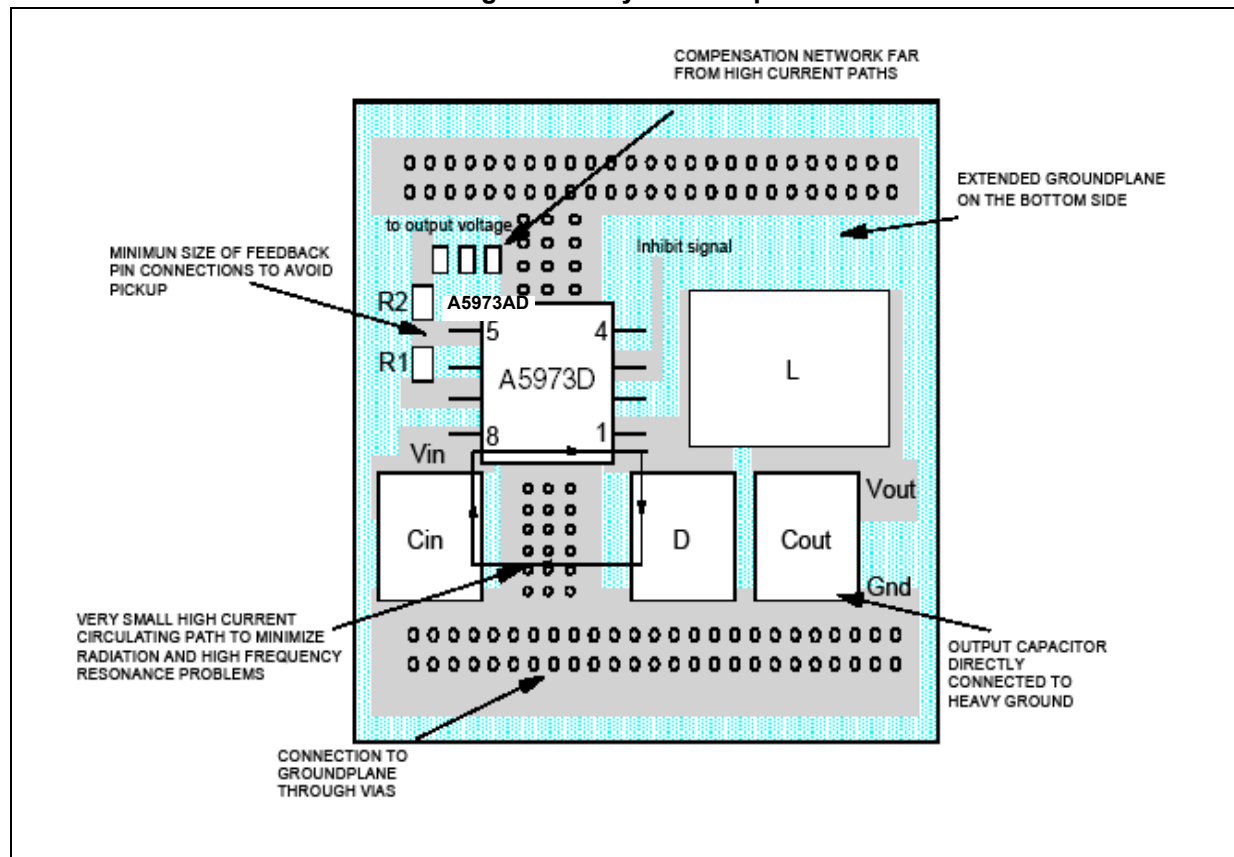 COMPENSATION NETWORK FAR
FROM HIGH CURRENT PATHS
EXTENDED GROUNDPLANE
ON THE BOTTOM SIDE
to output voltage
Inhibit signal
MINIMUN SIZE OF FEEDBACK
PIN CONNECTIONS TO AVOID
PICKUP
R2
A5973AD
5
4
R1
A5973D
L
8
1
Vin
Vout
Cin
D
Cout
Gnd
VERY SMALL HIGH CURRENT
CIRCULATING PATH TO MINIMIZE
RADIATION AND HIGH FREQUENCY
RESONANCE PROBLEMS
OUTPUT CAPACITOR
DIRECTLY
CONNECTED TO
HEAVY GROUND
CONNECTION TO
GROUNDPLANE
THROUGH VIAS